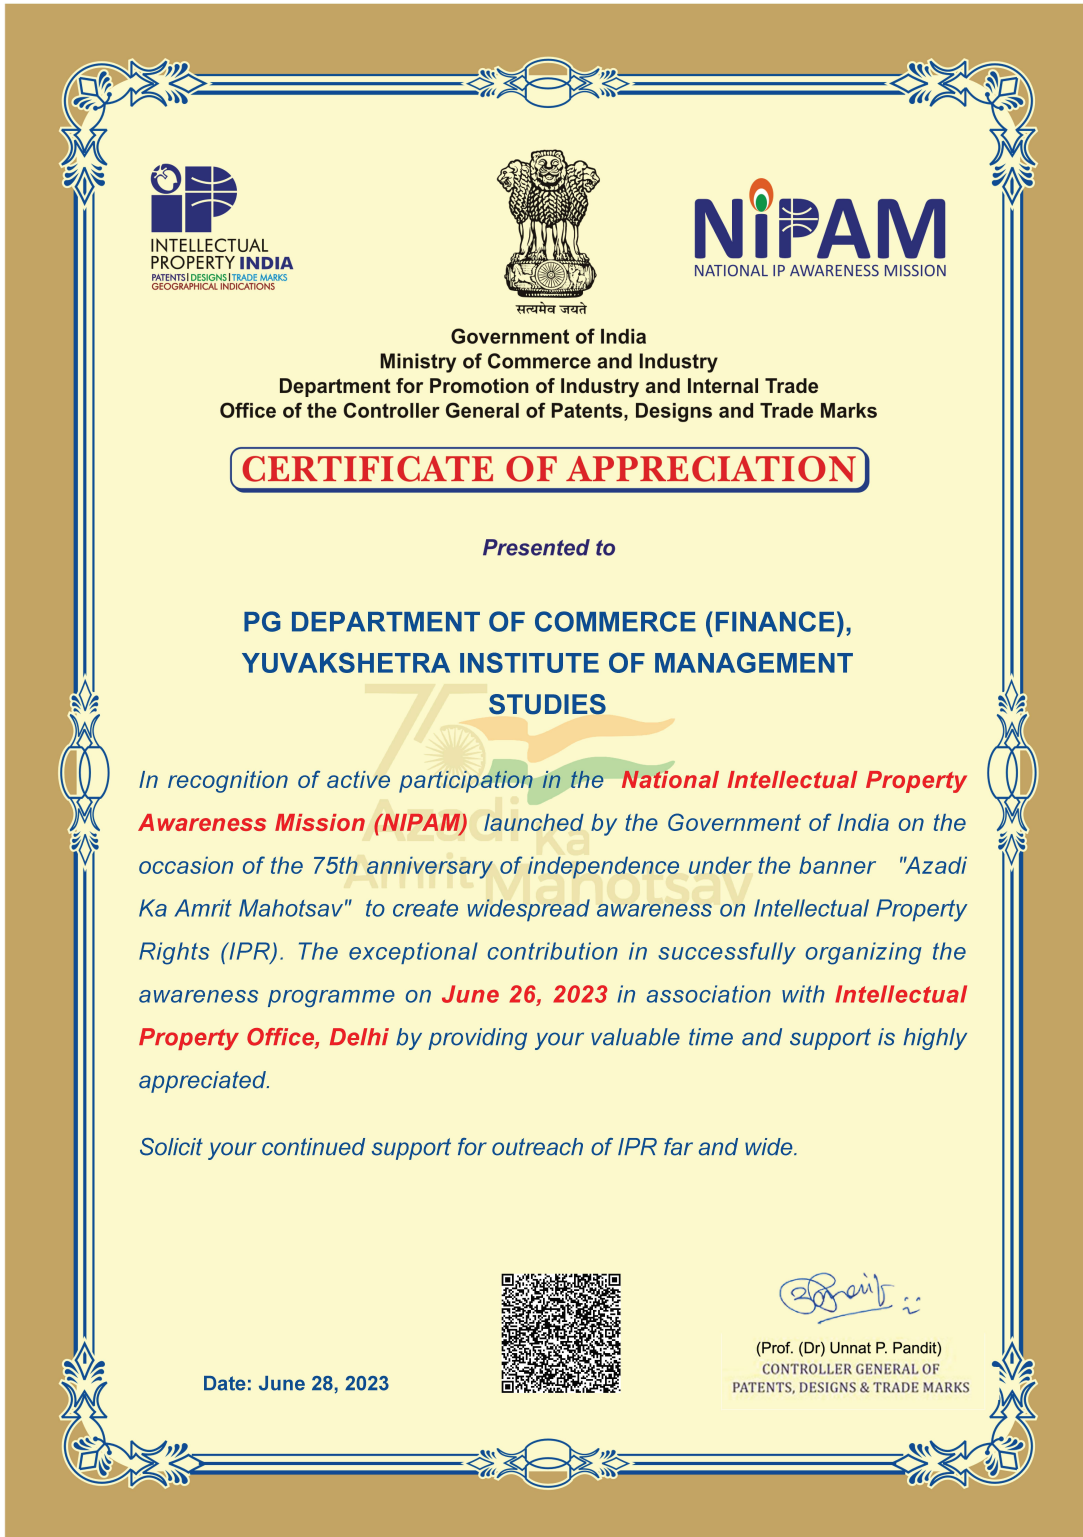 INTELLECTUAL
PROPERTY INDIA
PATENTS | DESIGNS | TRADE MARKS
GEOGRAPHICAL INDICATIONS
सत्यमेव जयते
NiPAM
NATIONAL IP AWARENESS MISSION
Government of India
Ministry of Commerce and Industry
Department for Promotion of Industry and Internal Trade
Office of the Controller General of Patents, Designs and Trade Marks
CERTIFICATE OF APPRECIATION
Presented to
PG DEPARTMENT OF COMMERCE (FINANCE),
YUVAKSHETRA INSTITUTE OF MANAGEMENT
STUDIES
75
Azadi Ka
Amrit Mahotsav
In recognition of active participation in the National Intellectual Property
Awareness Mission (NIPAM) launched by the Government of India on the
occasion of the 75th anniversary of independence under the banner "Azadi
Ka Amrit Mahotsav" to create widespread awareness on Intellectual Property
Rights (IPR). The exceptional contribution in successfully organizing the
awareness programme on June 26, 2023 in association with Intellectual
Property Office, Delhi by providing your valuable time and support is highly
appreciated.
Solicit your continued support for outreach of IPR far and wide.
Date: June 28, 2023
(Prof. (Dr) Unnat P. Pandit)
CONTROLLER GENERAL OF
PATENTS, DESIGNS & TRADE MARKS